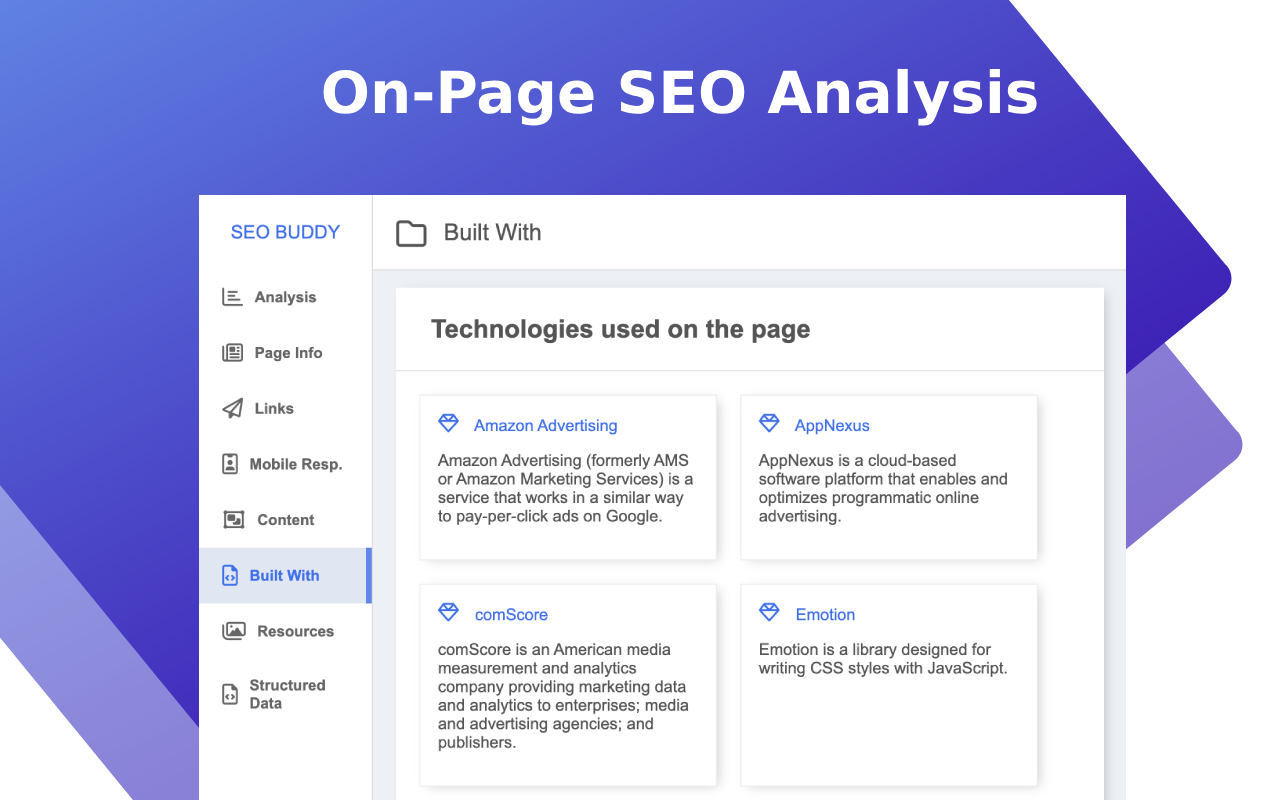 On-Page SEO Analysis
SEO BUDDY
Analysis
Page Info
Links
Mobile Resp.
Content
Built With
Resources
Structured
Data
Built With
Technologies used on the page
Amazon Advertising
Amazon Advertising (formerly AMS
or Amazon Marketing Services) is a
service that works in a similar way
to pay-per-click ads on Google.
AppNexus
AppNexus is a cloud-based
software platform that enables and
optimizes programmatic online
advertising.
comScore
comScore is an American media
measurement and analytics
company providing marketing data
and analytics to enterprises; media
and advertising agencies; and
publishers.
Emotion
Emotion is a library designed for
writing CSS styles with JavaScript.